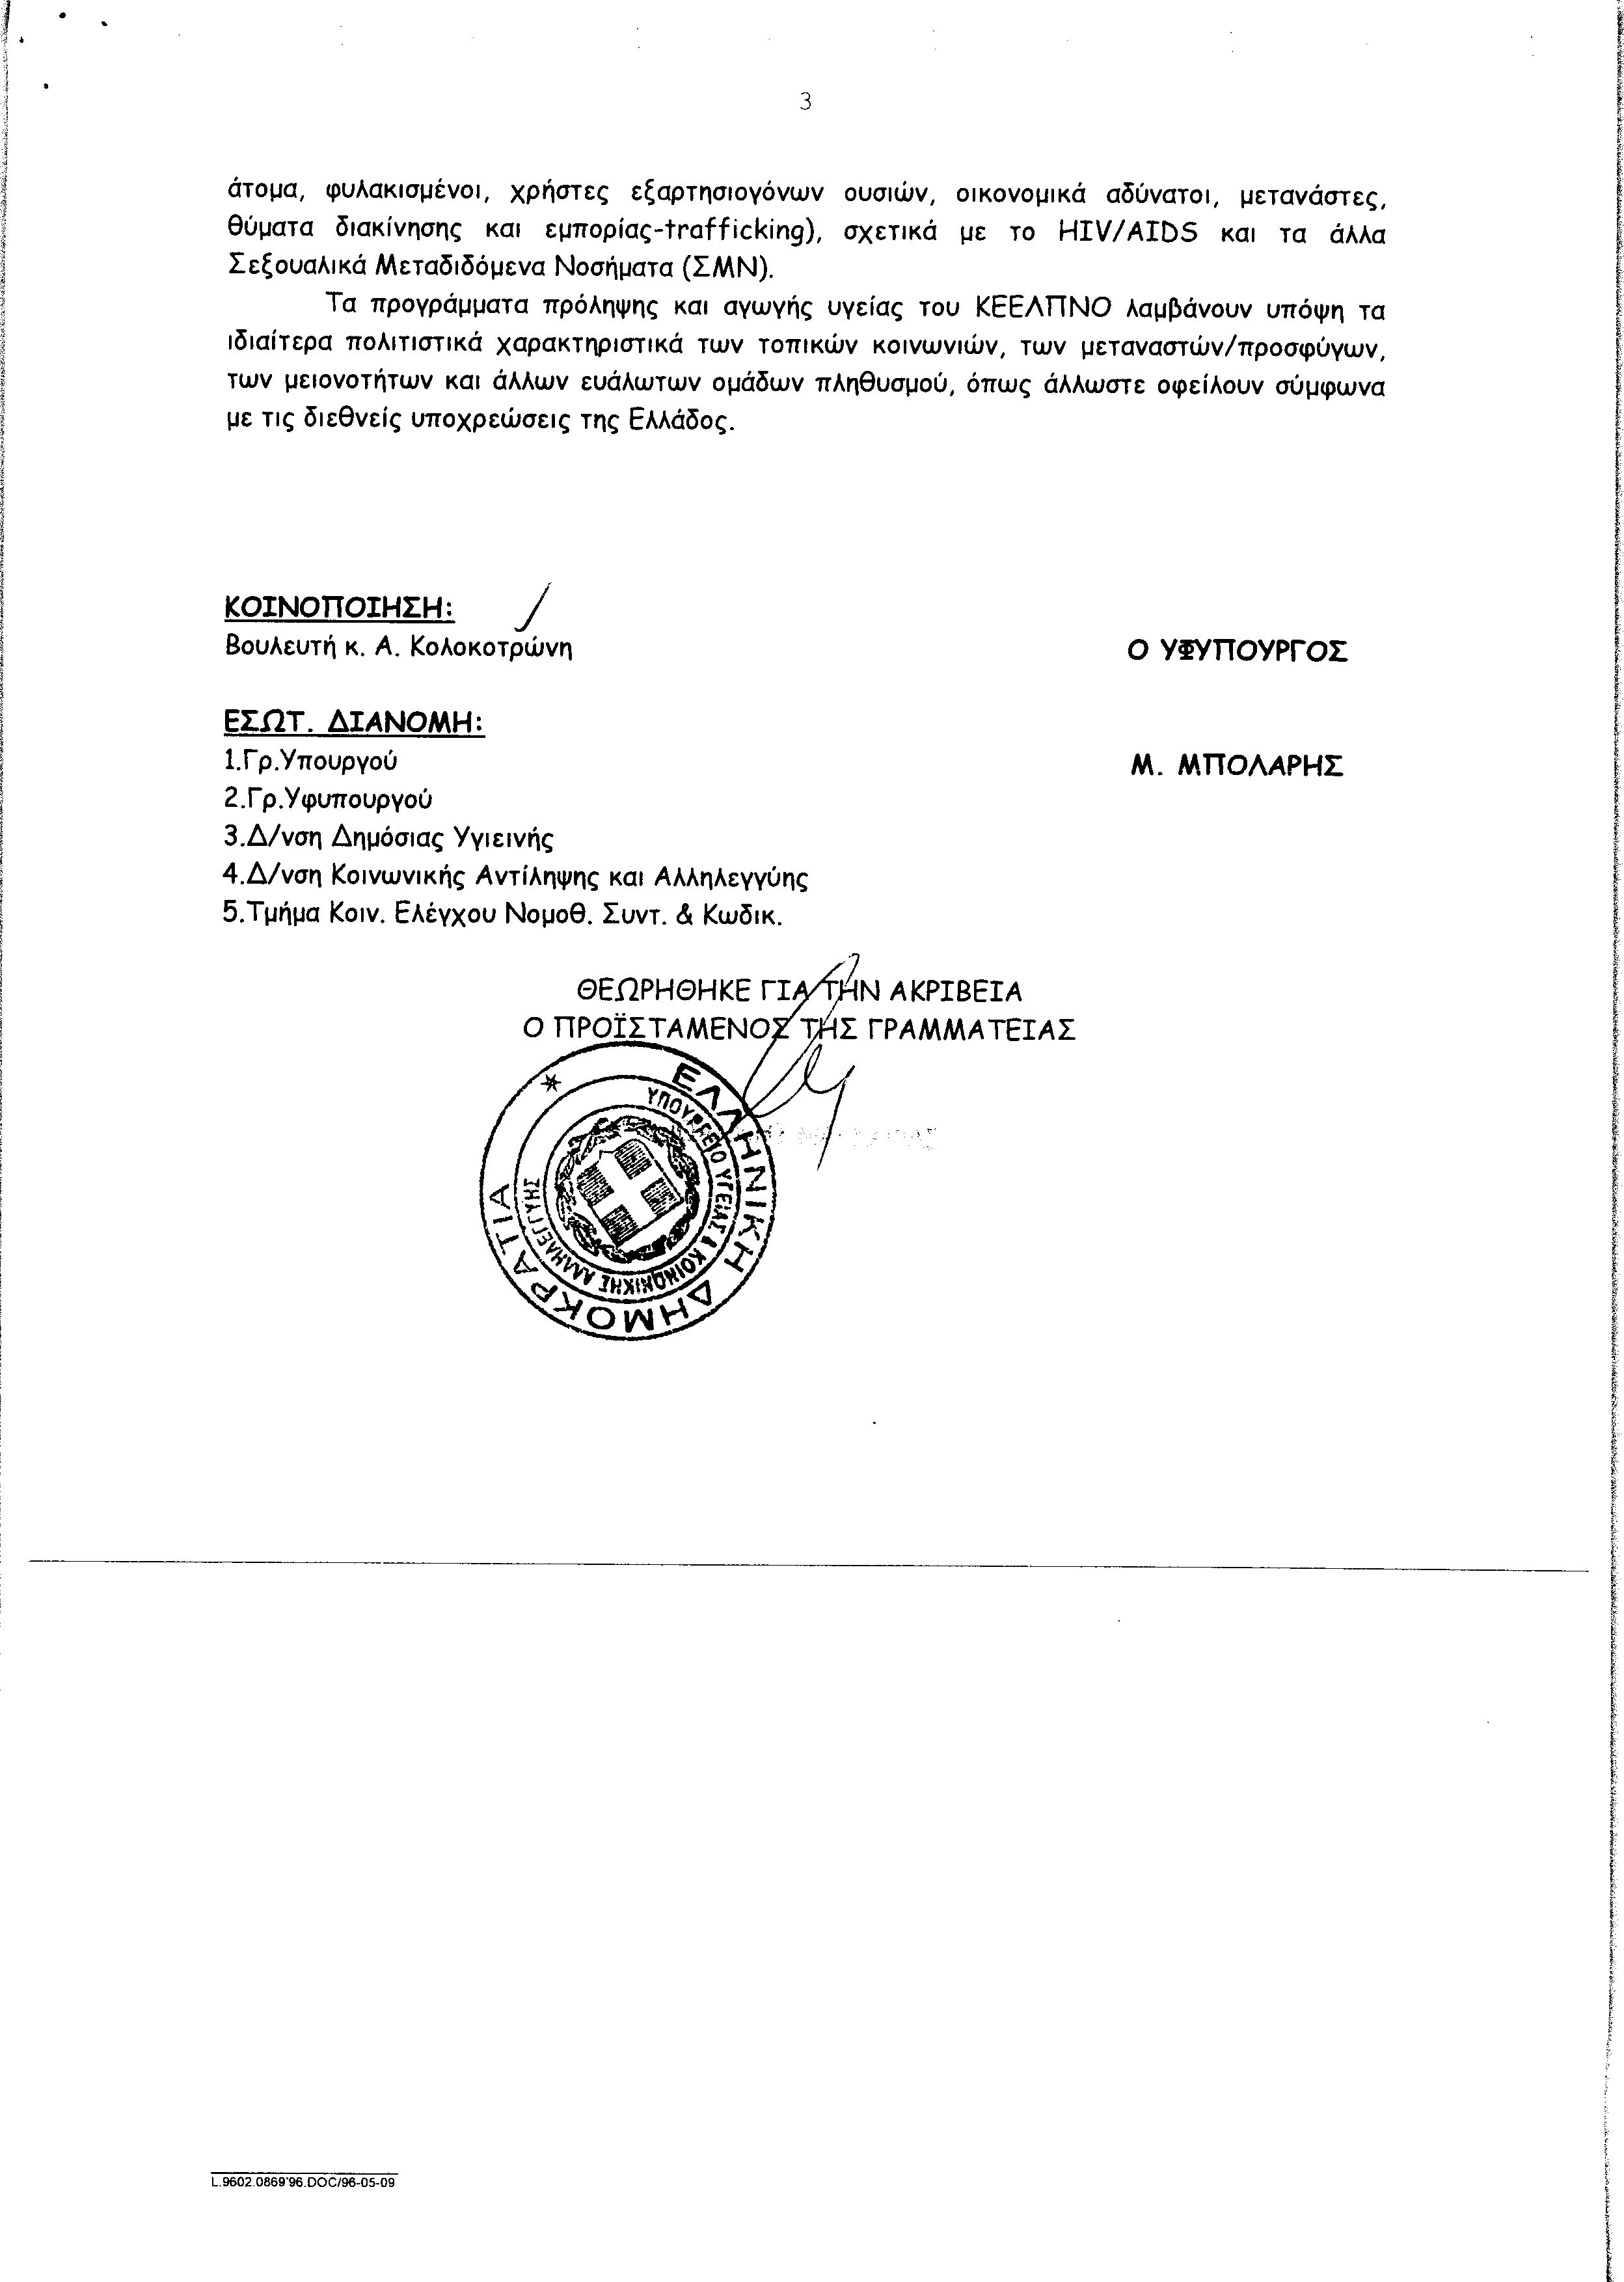 3
άτομα, φυλακισμένοι, χρήστες εξαρτησιογόνων ουσιών, οικονομικά αδύνατοι, μετανάστες,
θύματα διακίνησης και εμπορίας-trafficking), σχετικά με το HIV/AIDS και τα άλλα
Σεξουαλικά Μεταδιδόμενα Νοσήματα (ΣΜΝ).
Τα προγράμματα πρόληψης και αγωγής υγείας του ΚΕΕΛΠΝΟ λαμβάνουν υπόψη τα
ιδιαίτερα πολιτιστικά χαρακτηριστικά των τοπικών κοινωνιών, των μεταναστών/προσφύγων,
των μειονοτήτων και άλλων ευάλωτων ομάδων πληθυσμού, όπως άλλωστε οφείλουν σύμφωνα
με τις διεθνείς υποχρεώσεις της Ελλάδος.
ΚΟΙΝΟΠΟΙΗΣΗ:
Βουλευτή κ. Α. Κολοκοτρώνη
Ο ΥΦΥΠΟΥΡΓΟΣ
ΕΣΩΤ. ΔΙΑΝΟΜΗ:
1.Γρ.Υπουργού
Μ. ΜΠΟΛΑΡΗΣ
2.Γρ.Υφυπουργού
3.Δ/νση Δημόσιας Υγιεινής
4.Δ/νση Κοινωνικής Αντίληψης και Αλληλεγγύης
5.Τμήμα Κοιν. Ελέγχου Νομοθ. Συντ. & Κωδικ.
ΘΕΩΡΗΘΗΚΕ ΓΙΑ ΤΗΝ ΑΚΡΙΒΕΙΑ
Ο ΠΡΟΪΣΤΑΜΕΝΟΣ ΤΗΣ ΓΡΑΜΜΑΤΕΙΑΣ
ΕΛΛΗΝΙΚΗ ΔΗΜΟΚΡΑΤΙΑ
ΥΠΟΥΡΓΕΙΟ ΥΓΕΙΑΣ & ΚΟΙΝΩΝΙΚΗΣ ΑΛΛΗΛΕΓΓΥΗΣ
L.9602.0869'96.DOC/96-05-09